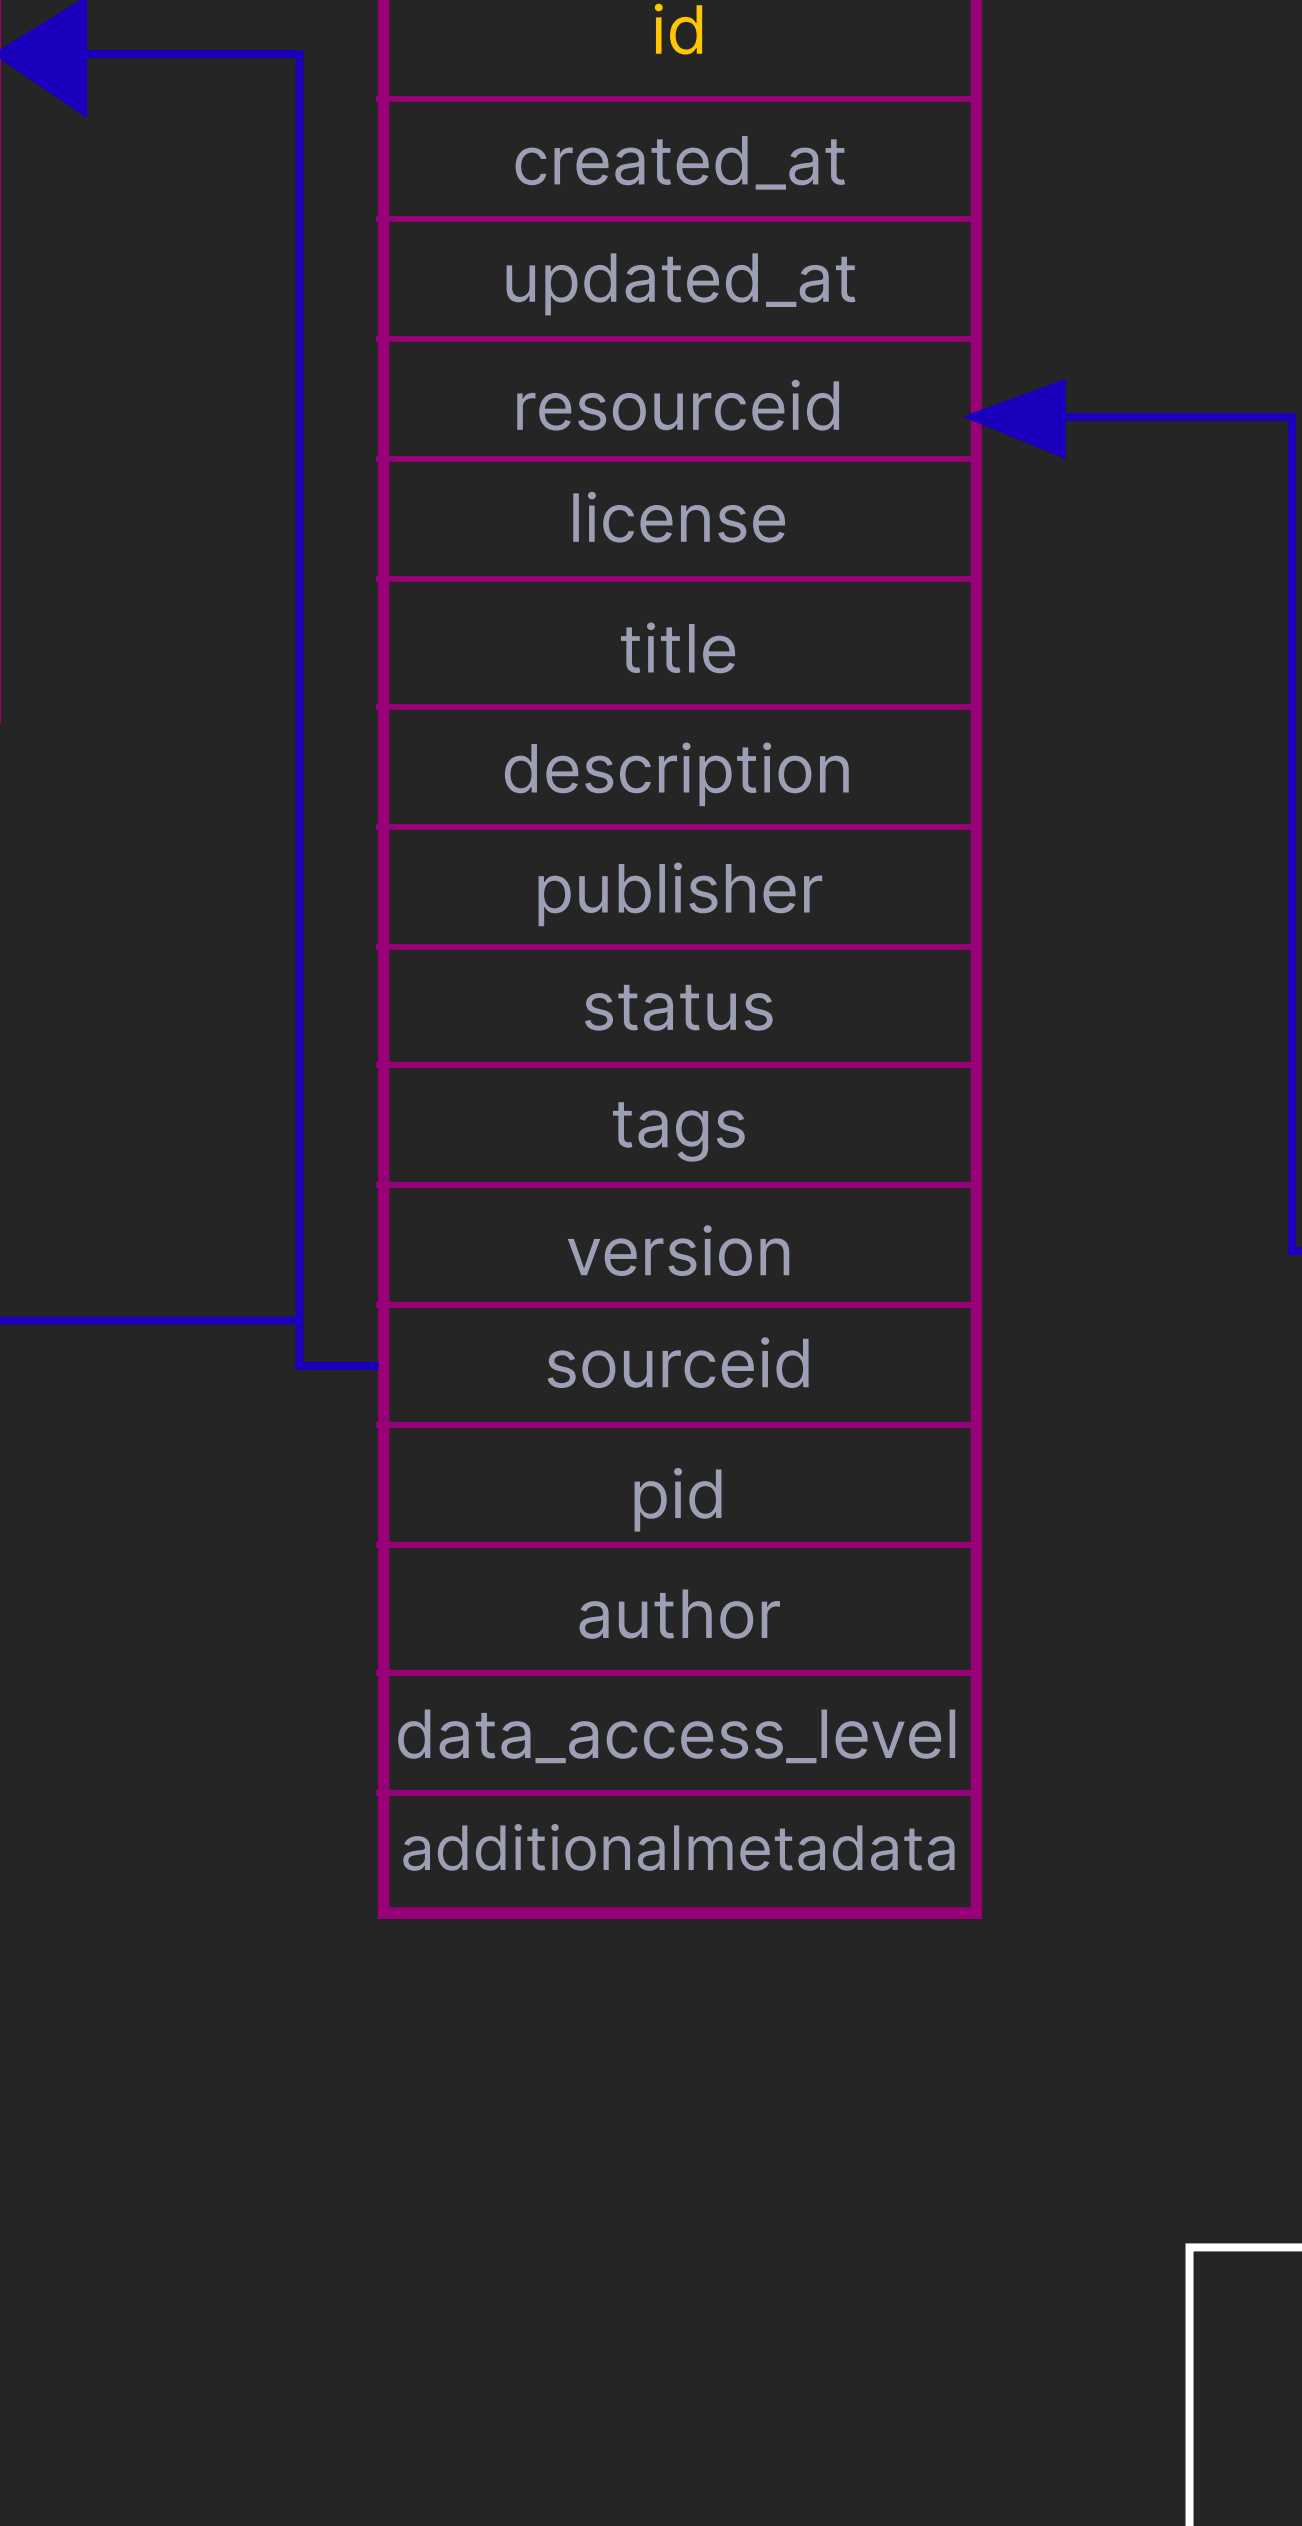 id
created_at
updated_at
resourceid
license
title
description
publisher
status
tags
version
sourceid
pid
author
data_access_level
additionalmetadata